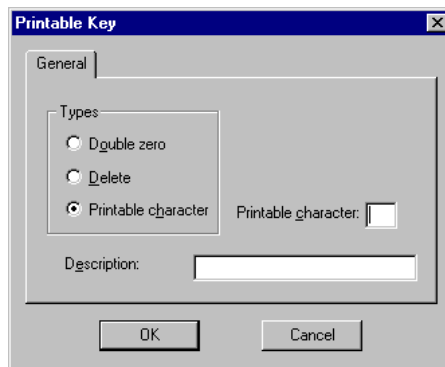 Printable Key
General
Types
Double zero
Delete
Printable character
Printable character:
Description:
OK
Cancel